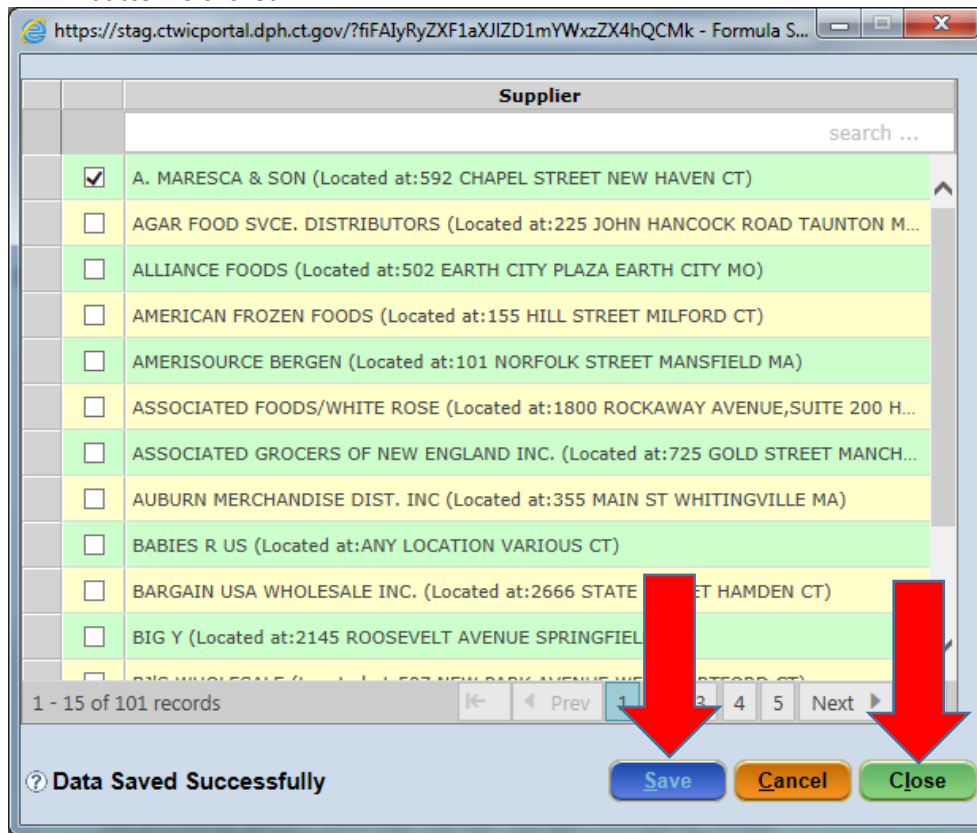 https://stag.ctwicportal.dph.ct.gov/?fiFAIyRyZXF1aXJlZD1mYWxzZX4hQCMk - Formula S...
Supplier
search ...
A. MARESCA & SON (Located at:592 CHAPEL STREET NEW HAVEN CT)
AGAR FOOD SVCE. DISTRIBUTORS (Located at:225 JOHN HANCOCK ROAD TAUNTON M...
ALLIANCE FOODS (Located at:502 EARTH CITY PLAZA EARTH CITY MO)
AMERICAN FROZEN FOODS (Located at:155 HILL STREET MILFORD CT)
AMERISOURCE BERGEN (Located at:101 NORFOLK STREET MANSFIELD MA)
ASSOCIATED FOODS/WHITE ROSE (Located at:1800 ROCKAWAY AVENUE,SUITE 200 H...
ASSOCIATED GROCERS OF NEW ENGLAND INC. (Located at:725 GOLD STREET MANCH...
AUBURN MERCHANDISE DIST. INC (Located at:355 MAIN ST WHITINGVILLE MA)
BABIES R US (Located at:ANY LOCATION VARIOUS CT)
BARGAIN USA WHOLESALE INC. (Located at:2666 STATE ET HAMDEN CT)
BIG Y (Located at:2145 ROOSEVELT AVENUE SPRINGFIEL
1 - 15 of 101 records Prev 1 3 4 5 Next
Data Saved Successfully Save Cancel Close